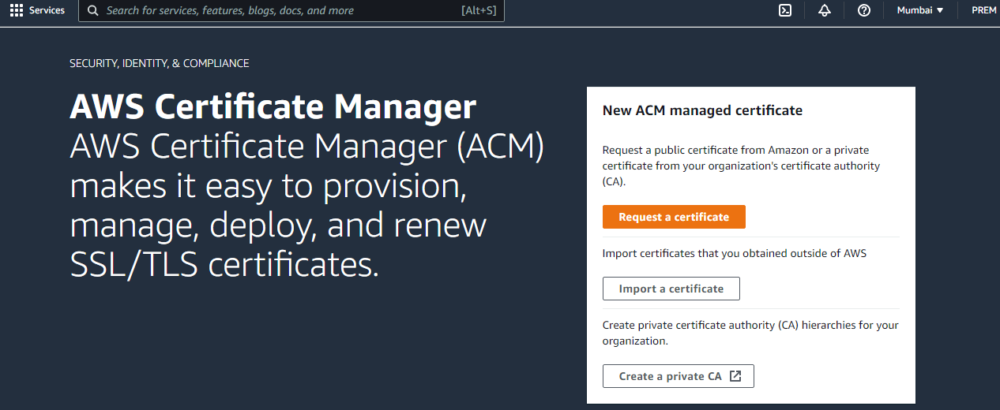 Services
Search for services, features, blogs, docs, and more
[Alt+S]
Mumbai
PREM
SECURITY, IDENTITY, & COMPLIANCE
AWS Certificate Manager
AWS Certificate Manager (ACM)
makes it easy to provision,
manage, deploy, and renew
SSL/TLS certificates.
New ACM managed certificate
Request a public certificate from Amazon or a private
certificate from your organization's certificate authority
(CA).
Request a certificate
Import certificates that you obtained outside of AWS
Import a certificate
Create private certificate authority (CA) hierarchies for your
organization.
Create a private CA